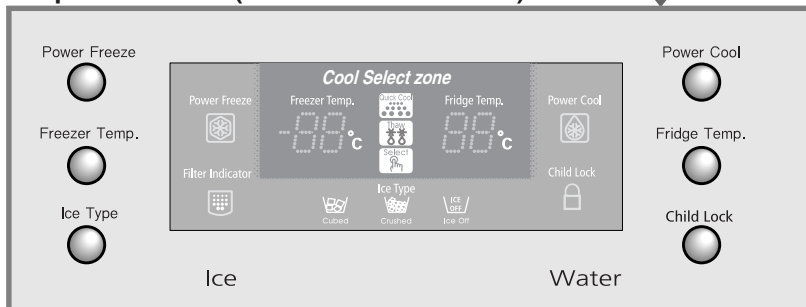 Power Freeze
Freezer Temp.
Ice Type
Cool Select zone
Power Freeze
Freezer Temp.
Quick Cool
Fridge Temp.
Power Cool
-88°C
Thaw
88°C
Select
Filter Indicator
Child Lock
Ice Type
Cubed
Crushed
ICE
OFF
Ice Off
Power Cool
Fridge Temp.
Child Lock
Ice
Water